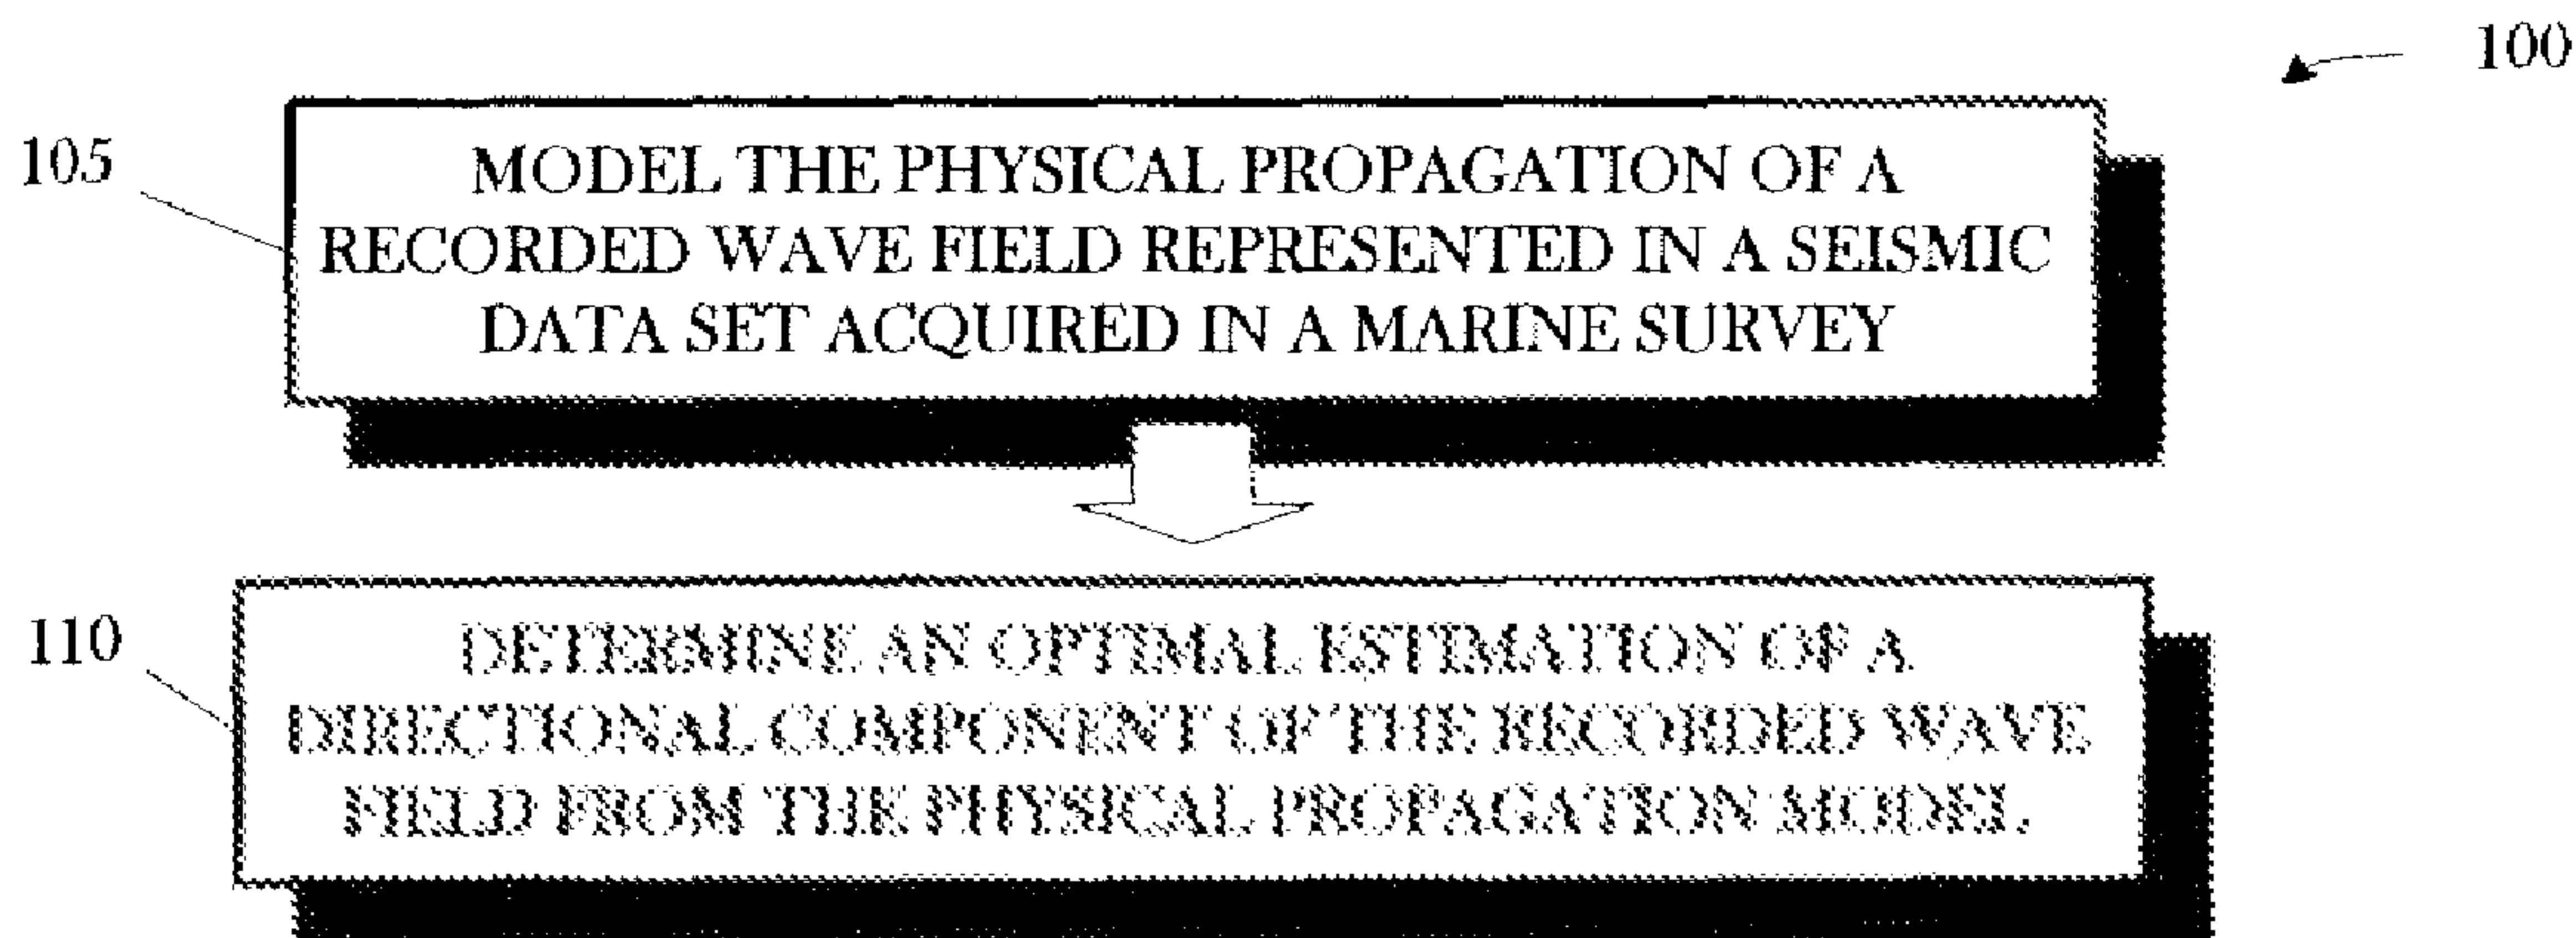 100
105
MODEL THE PHYSICAL PROPAGATION OF A
RECORDED WAVE FIELD REPRESENTED IN A SEISMIC
DATA SET ACQUIRED IN A MARINE SURVEY
110
DETERMINE AN OPTIMAL ESTIMATION OF A
DIRECTIONAL COMPONENT OF THE RECORDED WAVE
FIELD FROM THE PHYSICAL PROPAGATION MODEL